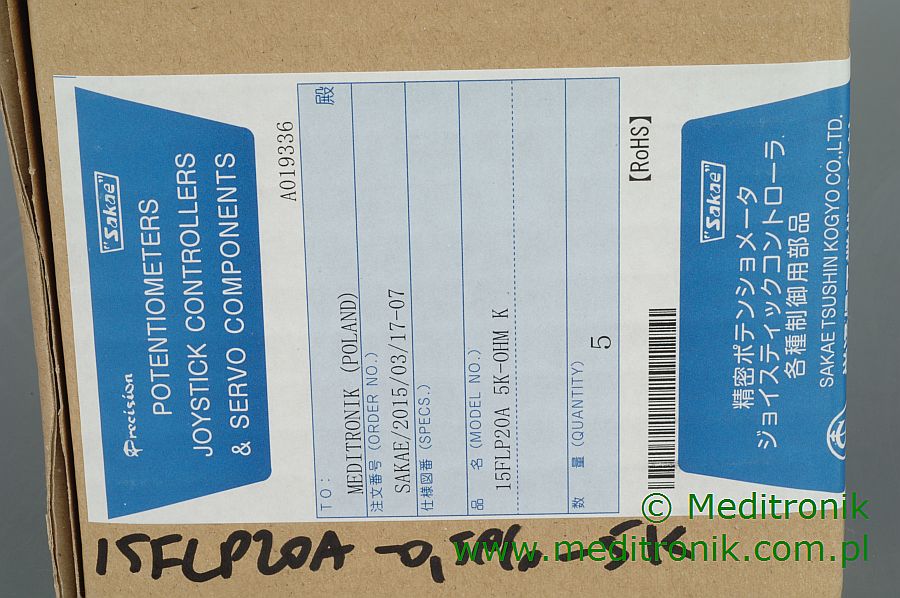 "Sakae"
Precision
POTENTIOMETERS
JOYSTICK CONTROLLERS
& SERVO COMPONENTS
A019336
TO:
殿
MEDITRONIK (POLAND)
注文番号 (ORDER NO.)
SAKAE/2015/03/17-07
仕様図番 (SPECS.)
品 名 (MODEL NO.)
15FLP20A 5K-OHM K
数 量 (QUANTITY)
5
【RoHS】
"Sakae"
精密ポテンショメータ
ジョイスティックコントローラ
各種制御用部品
SAKAE TSUSHIN KOGYO CO.,LTD.
15FLP20A -0,5% -5K
© Meditronik
www.meditronik.com.pl